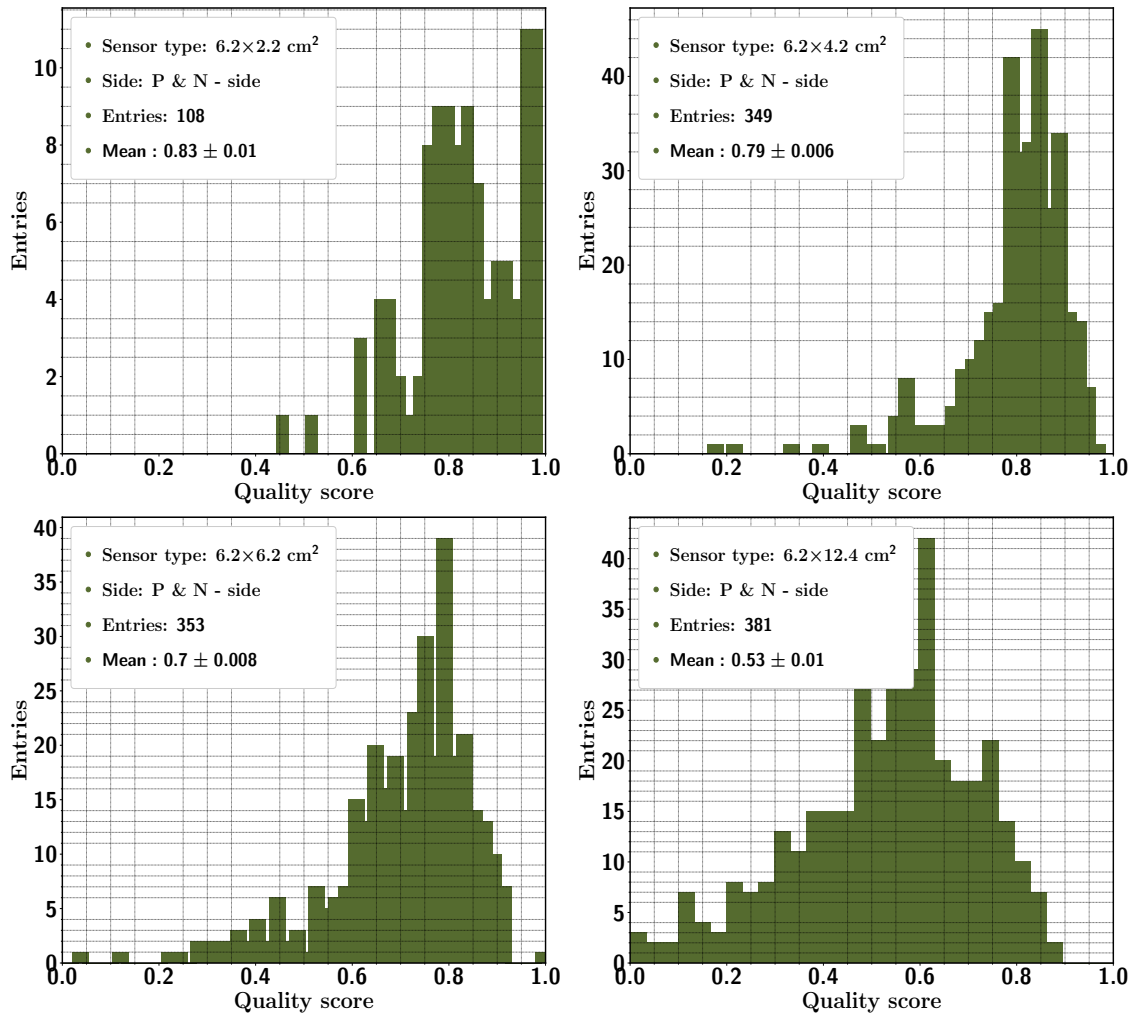 Sensor type: 6.2×2.2 cm²
Side: P & N - side
Entries: 108
Mean : 0.83 ± 0.01
Entries
10
8
6
4
2
0
0.0 0.2 0.4 0.6 0.8 1.0
Quality score
Sensor type: 6.2×4.2 cm²
Side: P & N - side
Entries: 349
Mean : 0.79 ± 0.006
Entries
40
30
20
10
0
0.0 0.2 0.4 0.6 0.8 1.0
Quality score
Sensor type: 6.2×6.2 cm²
Side: P & N - side
Entries: 353
Mean : 0.7 ± 0.008
Entries
40
35
30
25
20
15
10
5
0
0.0 0.2 0.4 0.6 0.8 1.0
Quality score
Sensor type: 6.2×12.4 cm²
Side: P & N - side
Entries: 381
Mean : 0.53 ± 0.01
Entries
40
35
30
25
20
15
10
5
0
0.0 0.2 0.4 0.6 0.8 1.0
Quality score